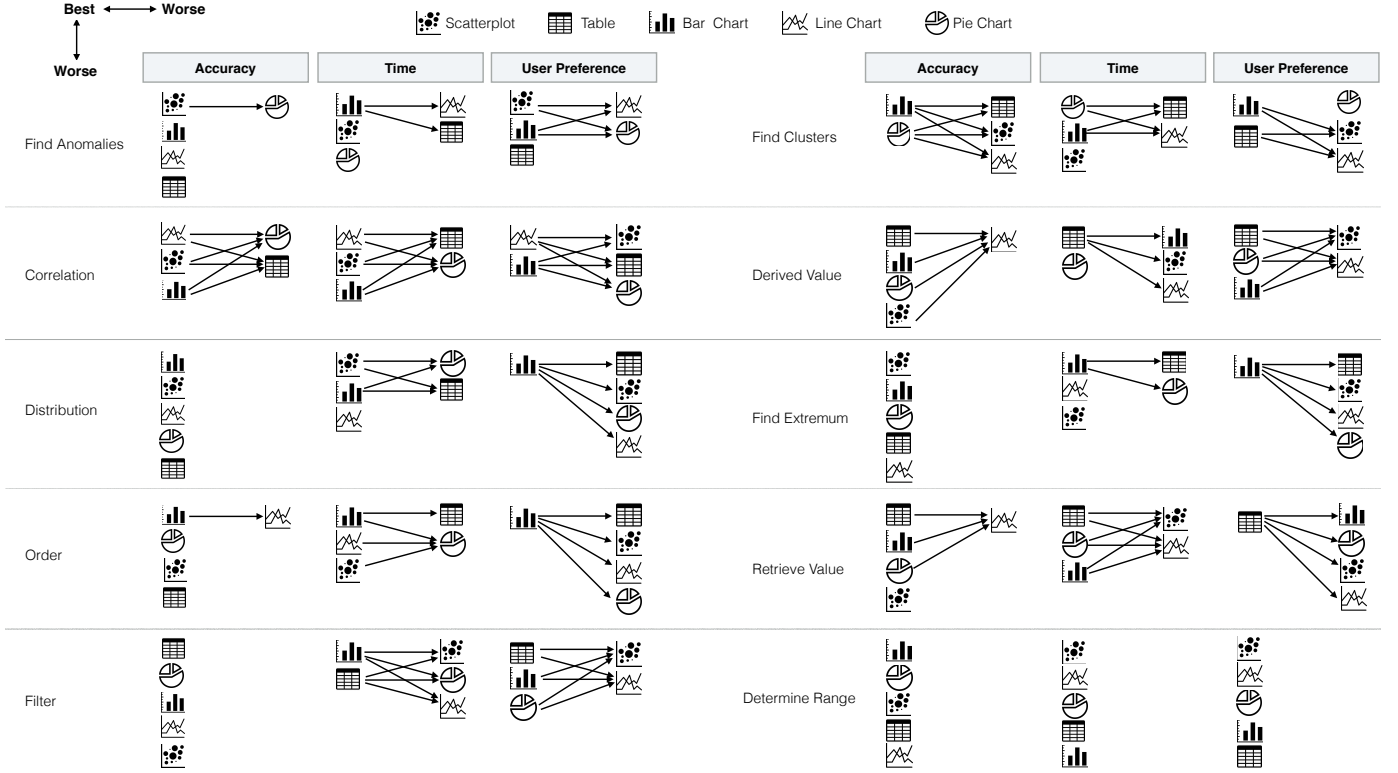 Best Worse
Worse
Scatterplot Table Bar Chart Line Chart Pie Chart
Accuracy Time User Preference Accuracy Time User Preference
Find Anomalies Find Clusters
Correlation Derived Value
Distribution Find Extremum
Order Retrieve Value
Filter Determine Range